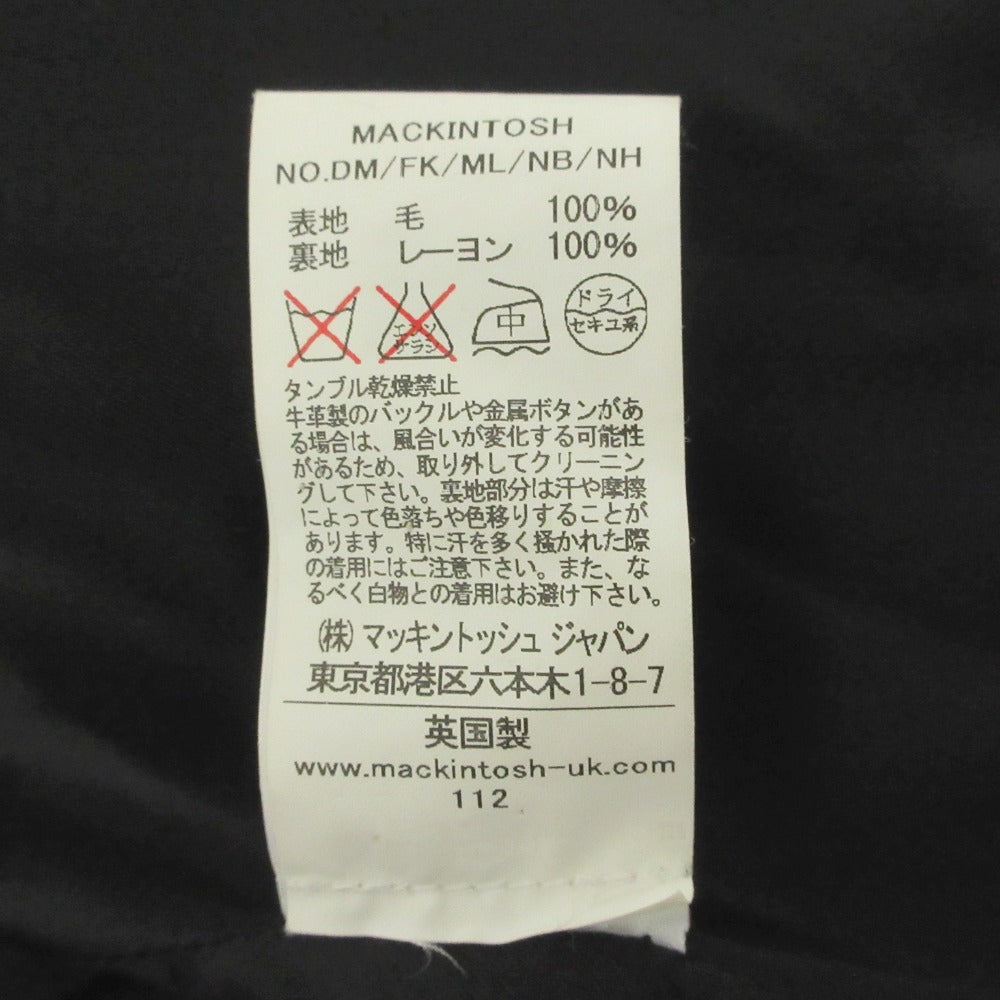 MACKINTOSH
NO.DM/FK/ML/NB/NH
表地 毛 100%
裏地 レーヨン 100%
エンソ
サラシ
中
ドライ
セキユ系
タンブル乾燥禁止
牛革製のバックルや金属ボタンがあ
る場合は、風合いが変化する可能性
があるため、取り外してクリーニン
グして下さい。裏地部分は汗や摩擦
によって色落ちや色移りすることが
あります。特に汗を多く掻かれた際
の着用にはご注意下さい。また、な
るべく白物との着用はお避け下さい。
(株) マッキントッシュ ジャパン
東京都港区六本木1-8-7
英国製
www.mackintosh-uk.com
112